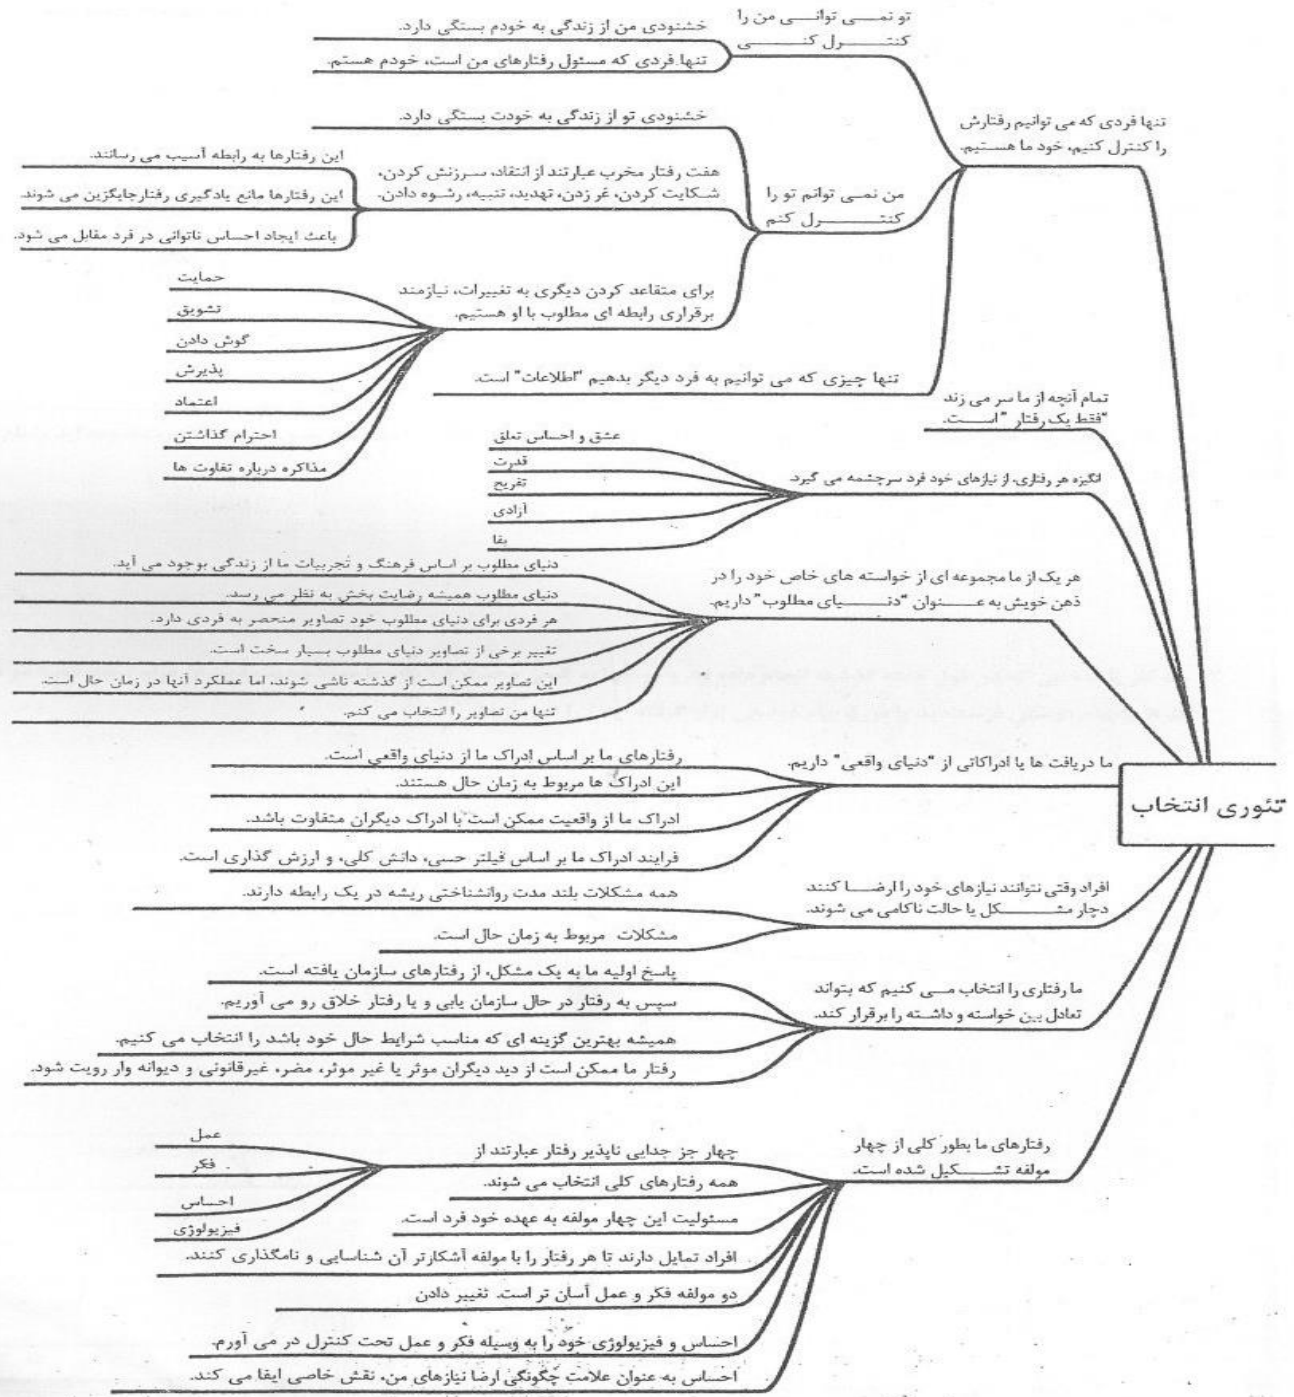 تئوری انتخاب
تنها فردی که می توانیم رفتارش
را کنترل کنیم، خود ما هستیم.
تو نمی توانی من را
کنترل کنی
خشنودی من از زندگی به خودم بستگی دارد.
تنها فردی که مسئول رفتارهای من است، خودم هستم.
من نمی توانم تو را
کنترل کنم
خشنودی تو از زندگی به خودت بستگی دارد.
هفت رفتار مخرب عبارتند از انتقاد، سرزنش کردن،
شکایت کردن، غر زدن، تهدید، تنبیه، رشوه دادن.
این رفتارها به رابطه آسیب می رسانند.
این رفتارها مانع یادگیری رفتار جایگزین می شوند.
باعث ایجاد احساس ناتوانی در فرد مقابل می شود.
برای متقاعد کردن دیگری به تغییرات، نیازمند
برقراری رابطه ای مطلوب با او هستیم.
حمایت
تشویق
گوش دادن
پذیرش
اعتماد
احترام گذاشتن
مذاکره درباره تفاوت ها
تنها چیزی که می توانیم به فرد دیگر بدهیم "اطلاعات" است.
تمام آنچه از ما سر می زند
"فقط یک رفتار" است.
انگیزه هر رفتاری، از نیازهای خود فرد سرچشمه می گیرد.
عشق و احساس تعلق
قدرت
تفریح
آزادی
بقا
هر یک از ما مجموعه ای از خواسته های خاص خود را در
ذهن خویش به عنوان "دنیای مطلوب" داریم.
دنیای مطلوب بر اساس فرهنگ و تجربیات ما از زندگی بوجود می آید.
دنیای مطلوب همیشه رضایت بخش به نظر می رسد.
هر فردی برای دنیای مطلوب خود تصاویر منحصر به فردی دارد.
تغییر برخی از تصاویر دنیای مطلوب بسیار سخت است.
این تصاویر ممکن است از گذشته ناشی شوند، اما عملکرد آنها در زمان حال است.
تنها من تصاویر را انتخاب می کنم.
ما دریافت ها یا ادراکاتی از "دنیای واقعی" داریم.
رفتارهای ما بر اساس ادراک ما از دنیای واقعی است.
این ادراک ها مربوط به زمان حال هستند.
ادراک ما از واقعیت ممکن است با ادراک دیگران متفاوت باشد.
فرایند ادراک ما بر اساس فیلتر حسی، دانش کلی، و ارزش گذاری است.
افراد وقتی نتوانند نیازهای خود را ارضا کنند
دچار مشکل یا حالت ناکامی می شوند.
همه مشکلات بلند مدت روانشناختی ریشه در یک رابطه دارند.
مشکلات مربوط به زمان حال است.
ما رفتاری را انتخاب می کنیم که بتواند
تعادل بین خواسته و داشته را برقرار کند.
پاسخ اولیه ما به یک مشکل، از رفتارهای سازمان یافته است.
سپس به رفتار در حال سازمان یابی و یا رفتار خلاق رو می آوریم.
همیشه بهترین گزینه ای که مناسب شرایط حال خود باشد را انتخاب می کنیم.
رفتار ما ممکن است از دید دیگران موثر یا غیر موثر، مضر، غیرقانونی و دیوانه وار رویت شود.
رفتارهای ما بطور کلی از چهار
مولفه تشکیل شده است.
چهار جز جدایی ناپذیر رفتار عبارتند از
عمل
فکر
احساس
فیزیولوژی
همه رفتارهای کلی انتخاب می شوند.
مسئولیت این چهار مولفه به عهده خود فرد است.
افراد تمایل دارند تا هر رفتار را با مولفه آشکارتر آن شناسایی و نامگذاری کنند.
دو مولفه فکر و عمل آسان تر است. تغییر دادن
احساس و فیزیولوژی خود را به وسیله فکر و عمل تحت کنترل در می آورم.
احساس به عنوان علامت چگونگی ارضا نیازهای من، نقش خاصی ایفا می کند.